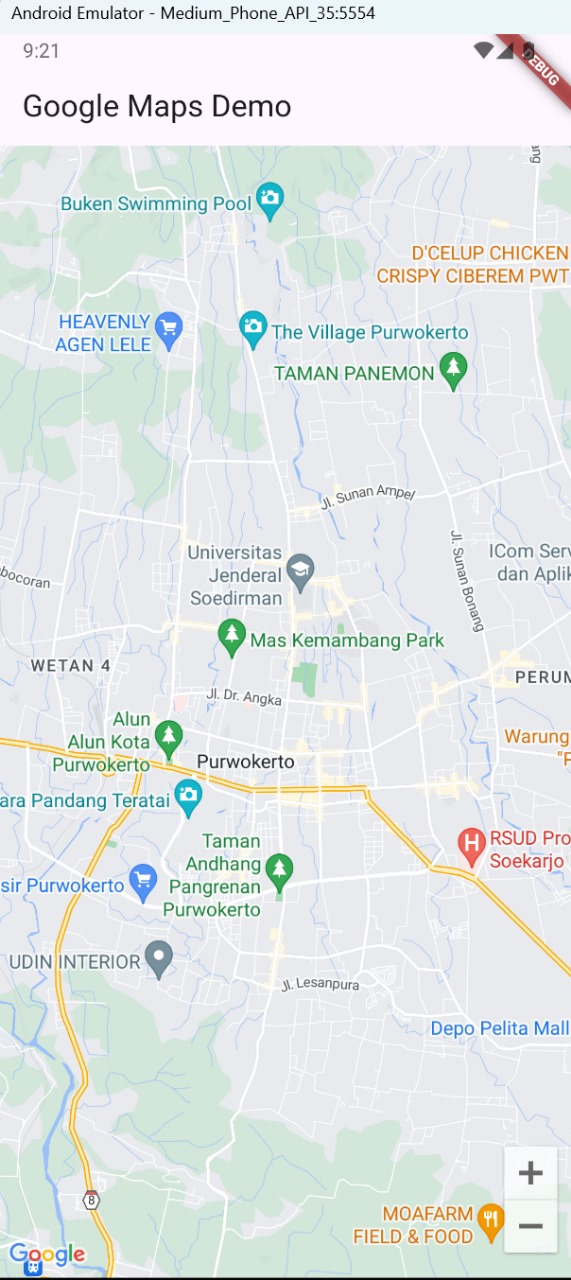 Android Emulator - Medium_Phone_API_35:5554
9:21
DEBUG
Google Maps Demo
ng
Buken Swimming Pool
D'CELUP CHICKEN
CRISPY CIBEREM PWT
HEAVENLY
AGEN LELE
The Village Purwokerto
TAMAN PANEMON
Jl. Sunan Ampel
Jl. Sunan Bonang
Universitas
Jenderal
Soedirman
ICom Serv
dan Aplik
obocoran
Mas Kemambang Park
WETAN 4
PERUM
Jl. Dr. Angka
Alun
Alun Kota
Purwokerto
Purwokerto
Warung
"P
ara Pandang Teratai
Taman
Andhang
Pangrenan
Purwokerto
H
RSUD Pro
Soekarjo
sir Purwokerto
UDIN INTERIOR
Jl. Lesanpura
Depo Pelita Mall
+
−
8
MOAFARM
FIELD & FOOD
Google